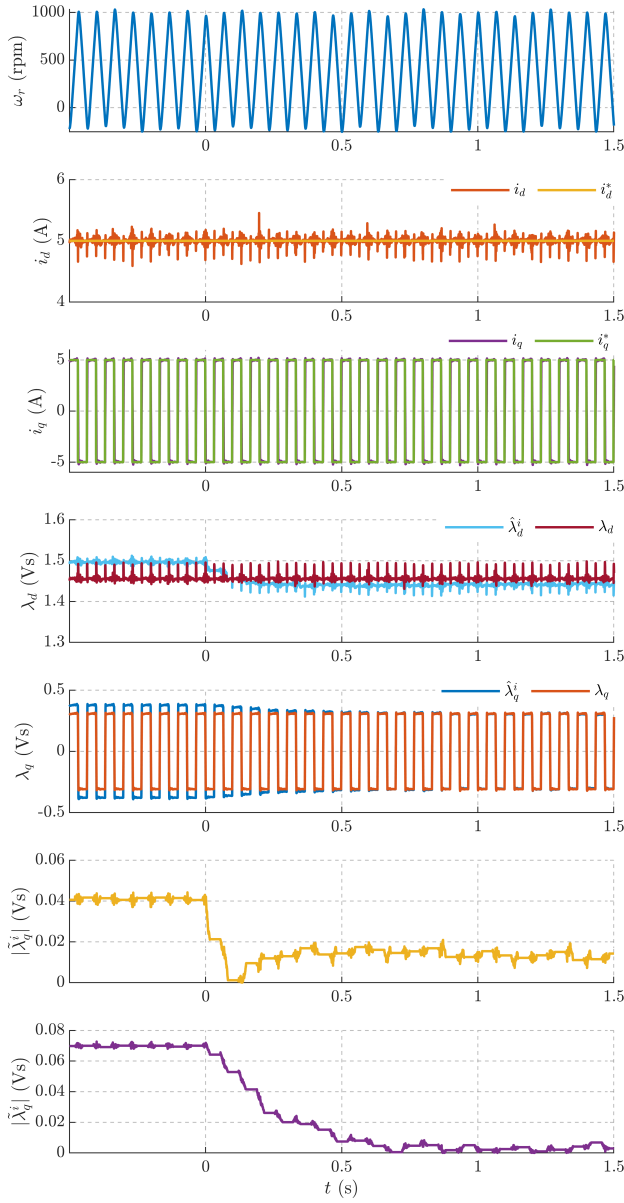 1000
0
ω_r (rpm)
0 0.5 1 1.5
6
5
4
i_d (A)
i_d i_d^*
0 0.5 1 1.5
5
0
-5
i_q (A)
i_q i_q^*
0 0.5 1 1.5
1.6
1.5
1.4
1.3
λ_d (Vs)
λ̂_d^i λ_d
0 0.5 1 1.5
0.5
0
-0.5
λ_q (Vs)
λ̂_q^i λ_q
0 0.5 1 1.5
0.06
0.04
0.02
0
|λ̃_q^i| (Vs)
0 0.5 1 1.5
0.08
0.06
0.04
0.02
0
|λ̃_q^i| (Vs)
0 0.5 1 1.5
t (s)